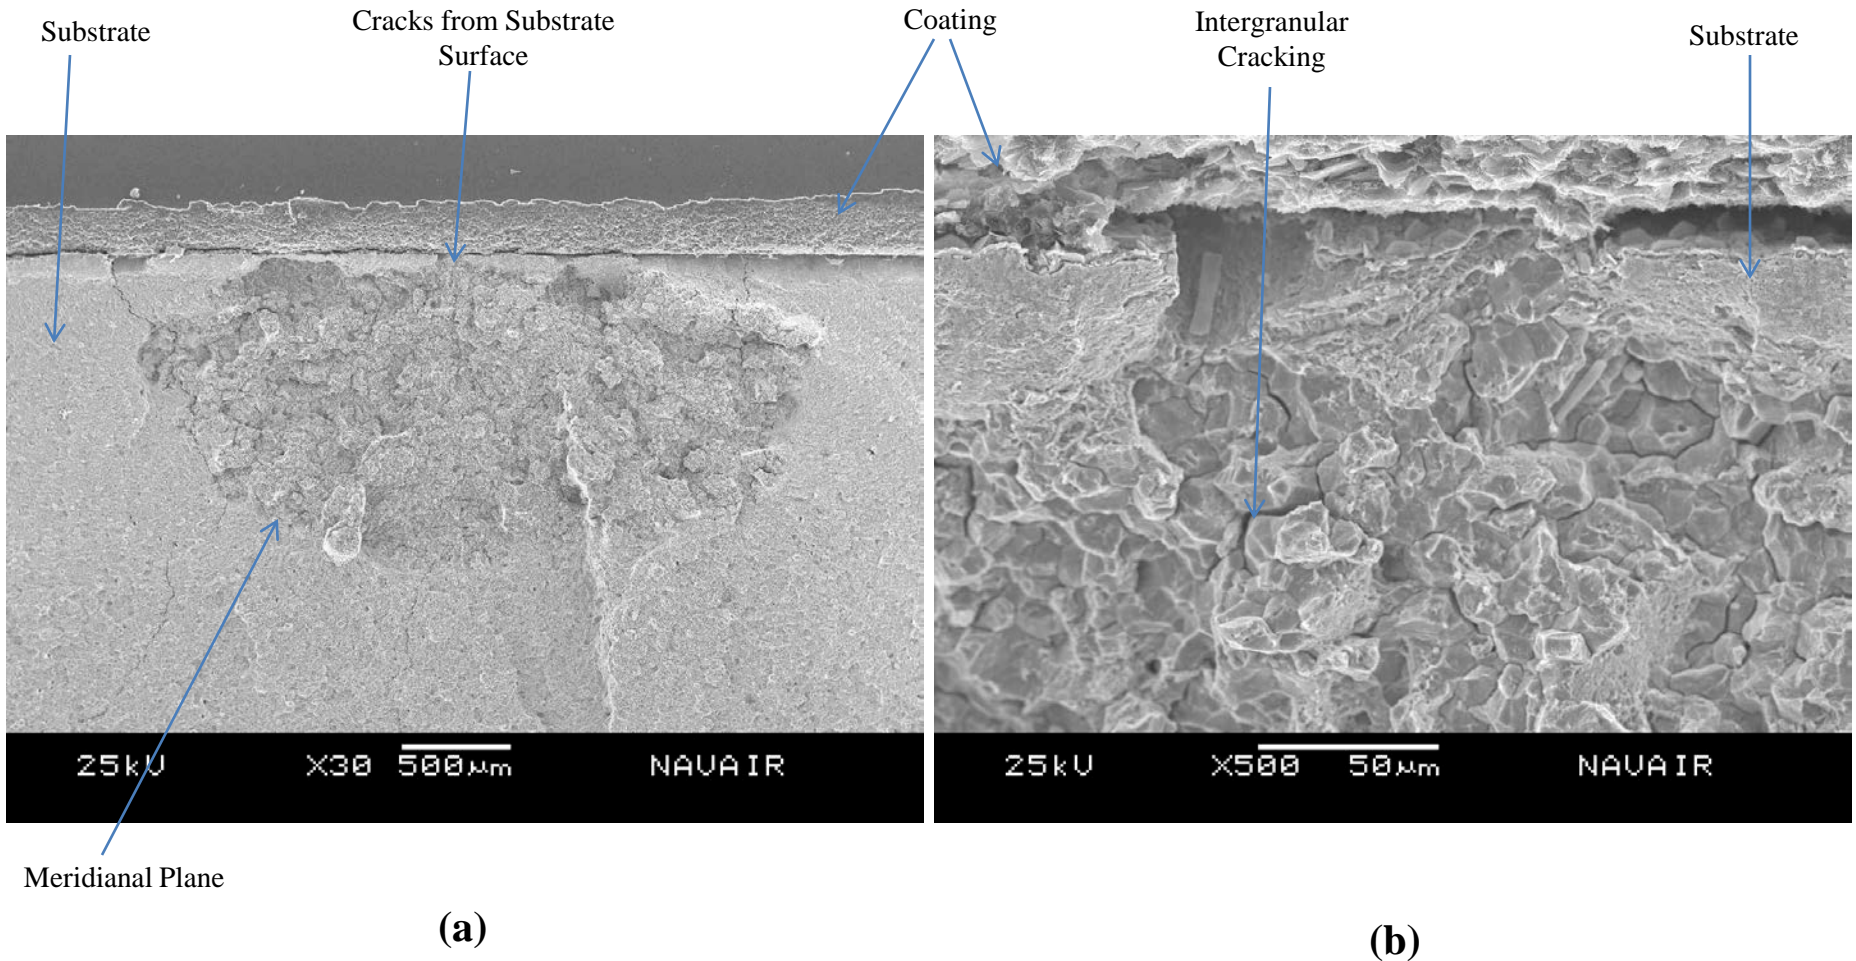 Substrate
Cracks from Substrate
Surface
Coating
Intergranular
Cracking
Substrate
25kV X30 500μm NAVAIR
25kV X500 50μm NAVAIR
Meridianal Plane
(a)
(b)